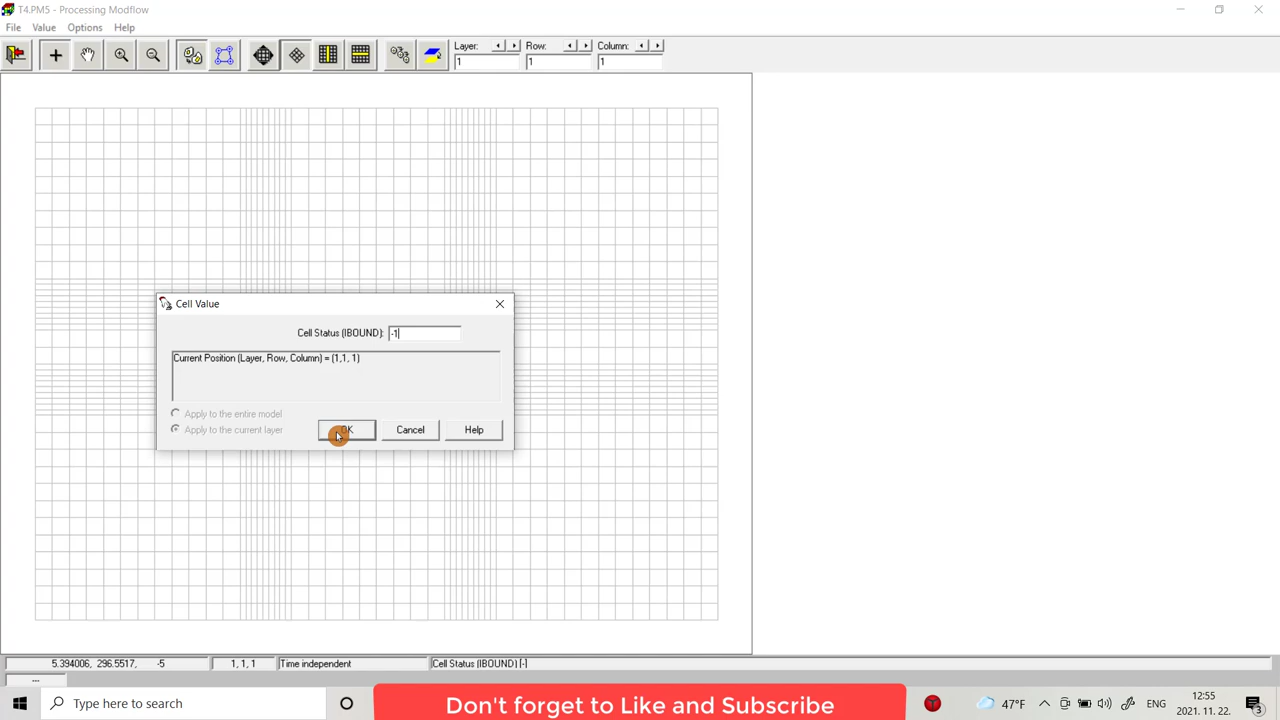 T4.PM5 - Processing Modflow
File Value Options Help
Layer: Row: Column:
1 1 1
Cell Value
Cell Status (IBOUND): -1
Current Position (Layer, Row, Column) = (1,1, 1)
Apply to the entire model
Apply to the current layer
OK Cancel Help
5.394006, 296.5517, -5 1, 1, 1 Time independent Cell Status (IBOUND) [-]
---
Type here to search
Don't forget to Like and Subscribe
47°F
ENG
12:55
2021. 11. 22.
3